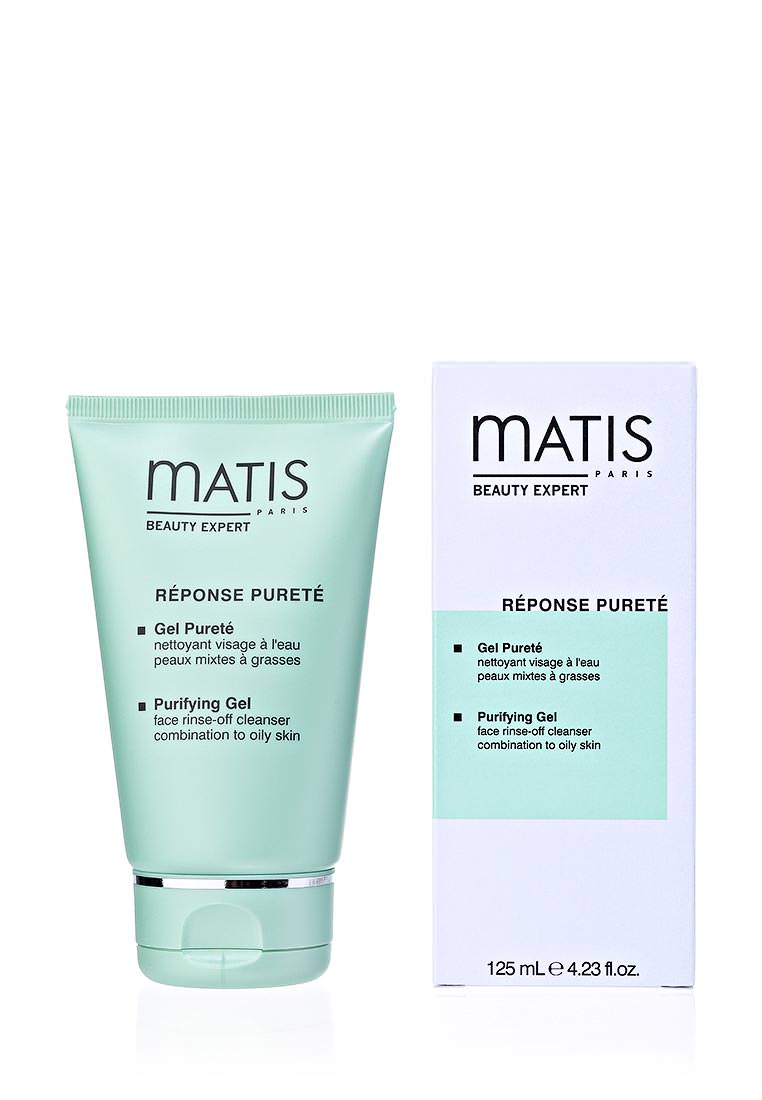 MATIS
PARIS
BEAUTY EXPERT
RÉPONSE PURETÉ
■ Gel Pureté
nettoyant visage à l'eau
peaux mixtes à grasses
■ Purifying Gel
face rinse-off cleanser
combination to oily skin
MATIS
PARIS
BEAUTY EXPERT
RÉPONSE PURETÉ
■ Gel Pureté
nettoyant visage à l'eau
peaux mixtes à grasses
■ Purifying Gel
face rinse-off cleanser
combination to oily skin
125 mL ℮ 4.23 fl.oz.